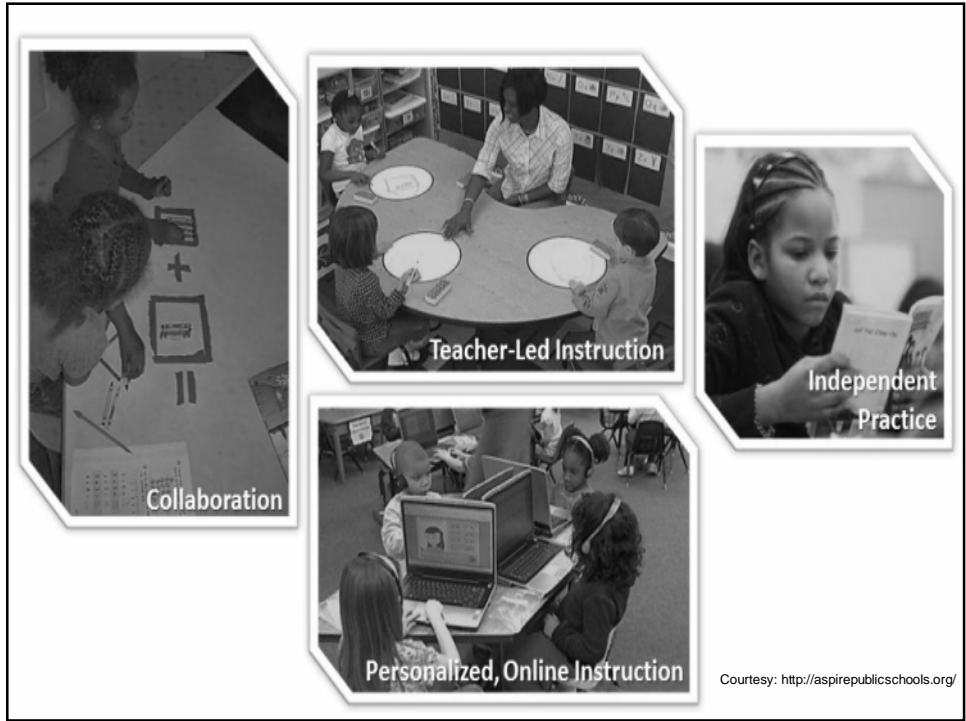 Collaboration
Teacher-Led Instruction
Independent
Practice
Personalized, Online Instruction
Courtesy: http://aspirepublicschools.org/